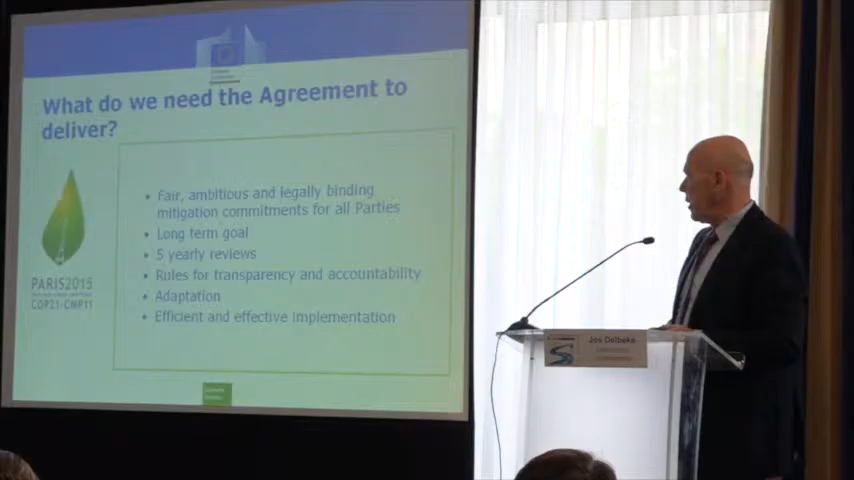 What do we need the Agreement to
deliver?
• Fair, ambitious and legally binding
mitigation commitments for all Parties
• Long term goal
• 5 yearly reviews
• Rules for transparency and accountability
• Adaptation
• Efficient and effective implementation
PARIS2015
COP21·CMP11
Jos Delbeke